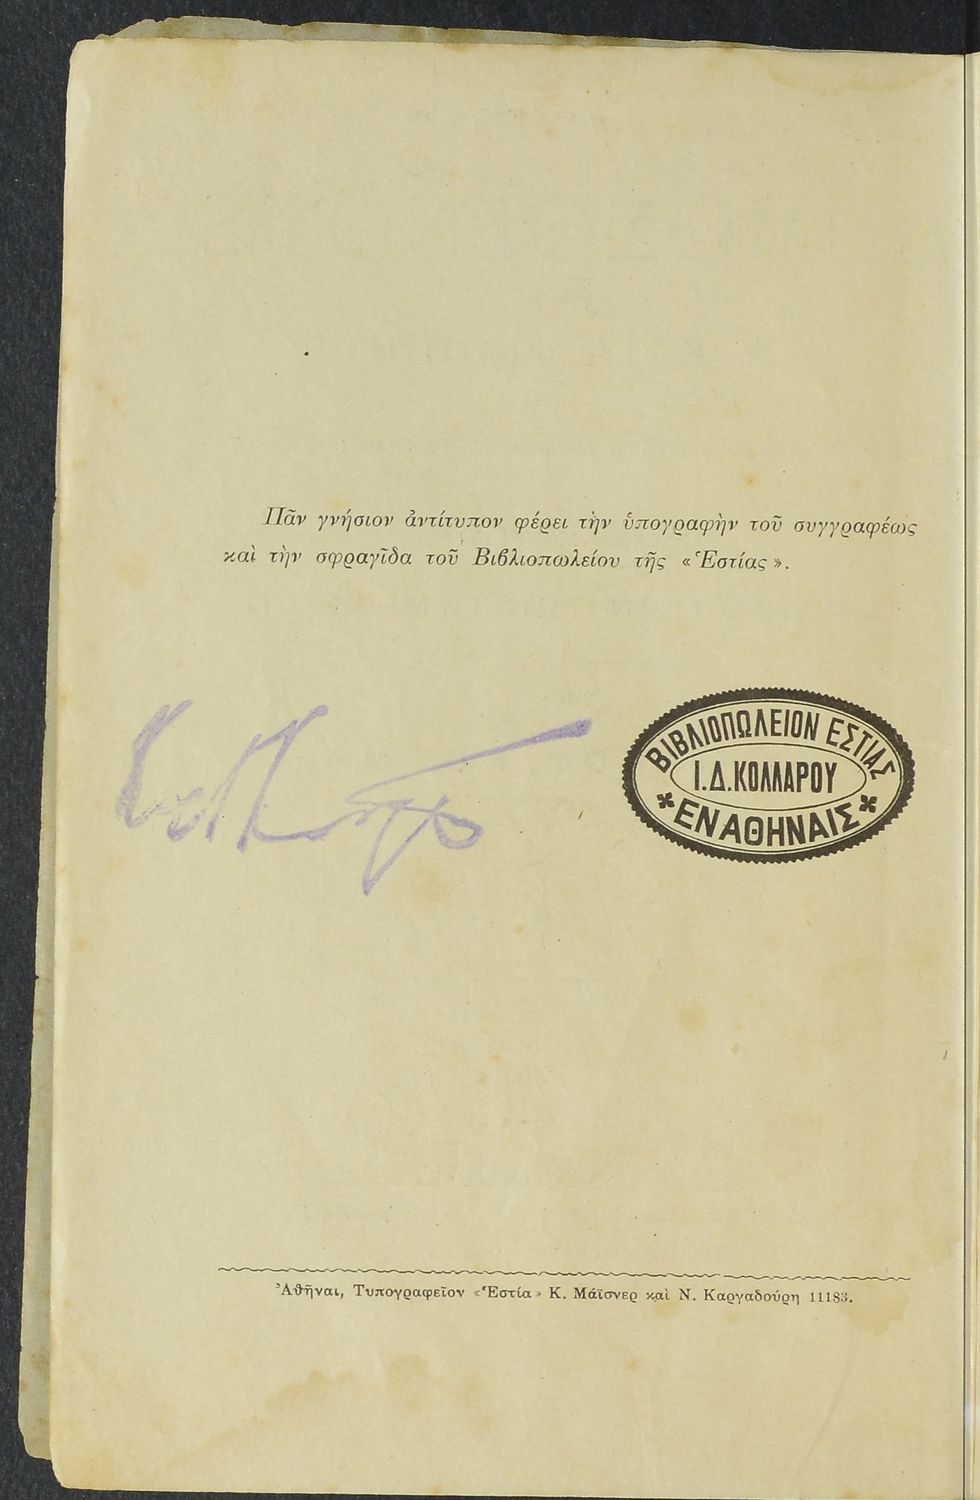 Πᾶν γνήσιον ἀντίτυπον φέρει τὴν ὑπογραφὴν τοῦ συγγραφέως
καὶ τὴν σφραγῖδα τοῦ Βιβλιοπωλείου τῆς «Ἑστίας».
ΒΙΒΛΙΟΠΩΛΕΙΟΝ ΕΣΤΙΑΣ
Ι.Δ.ΚΟΛΛΑΡΟΥ
ΕΝ ΑΘΗΝΑΙΣ
Ἀθῆναι, Τυπογραφεῖον «Ἑστία» Κ. Μάϊσνερ καὶ Ν. Καργαδούρη 11183.